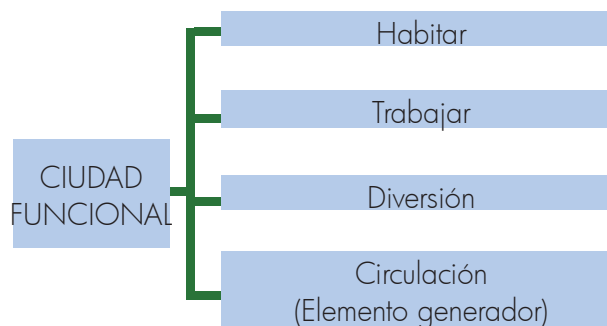 CIUDAD
FUNCIONAL
Habitar
Trabajar
Diversión
Circulación
(Elemento generador)